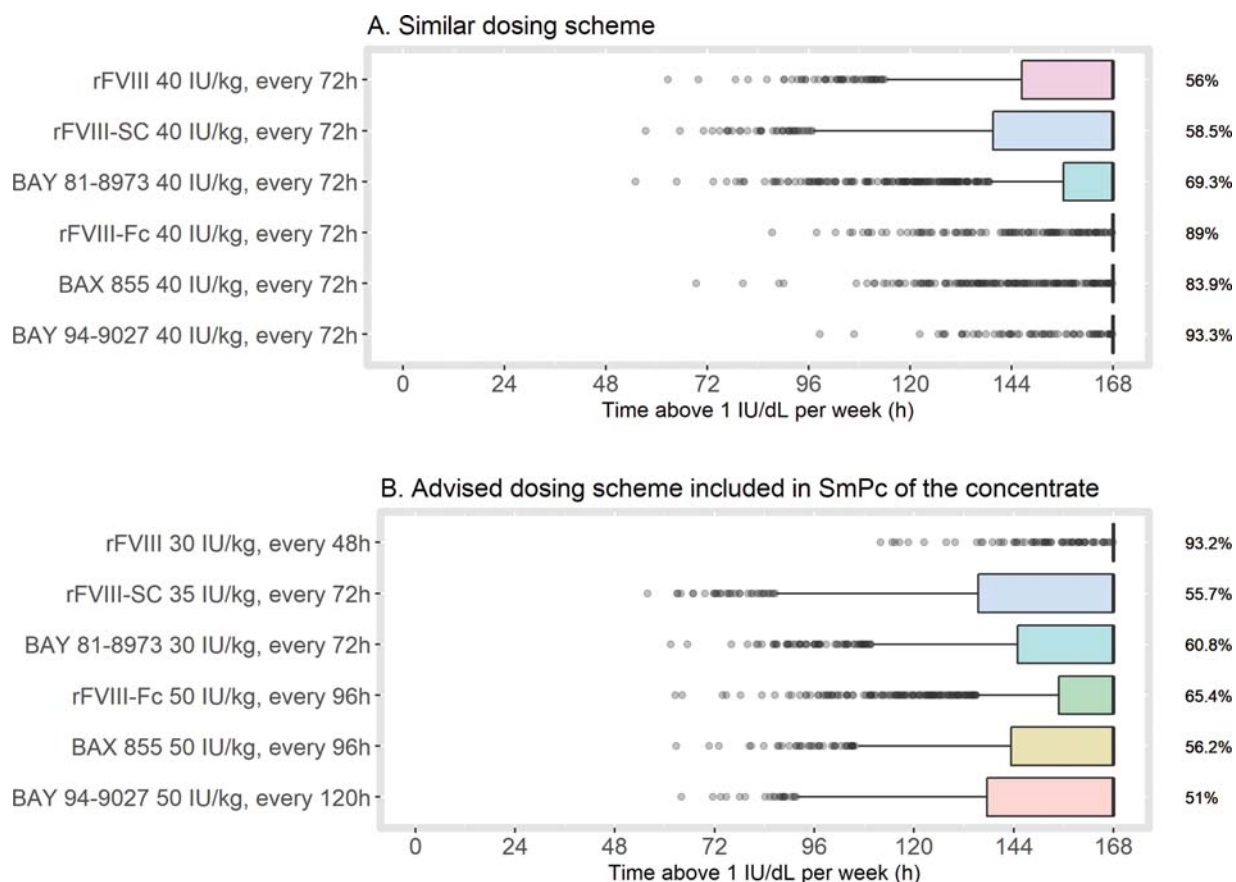 A. Similar dosing scheme
rFVIII 40 IU/kg, every 72h 56%
rFVIII-SC 40 IU/kg, every 72h 58.5%
BAY 81-8973 40 IU/kg, every 72h 69.3%
rFVIII-Fc 40 IU/kg, every 72h 89%
BAX 855 40 IU/kg, every 72h 83.9%
BAY 94-9027 40 IU/kg, every 72h 93.3%
0 24 48 72 96 120 144 168
Time above 1 IU/dL per week (h)
B. Advised dosing scheme included in SmPc of the concentrate
rFVIII 30 IU/kg, every 48h 93.2%
rFVIII-SC 35 IU/kg, every 72h 55.7%
BAY 81-8973 30 IU/kg, every 72h 60.8%
rFVIII-Fc 50 IU/kg, every 96h 65.4%
BAX 855 50 IU/kg, every 96h 56.2%
BAY 94-9027 50 IU/kg, every 120h 51%
0 24 48 72 96 120 144 168
Time above 1 IU/dL per week (h)